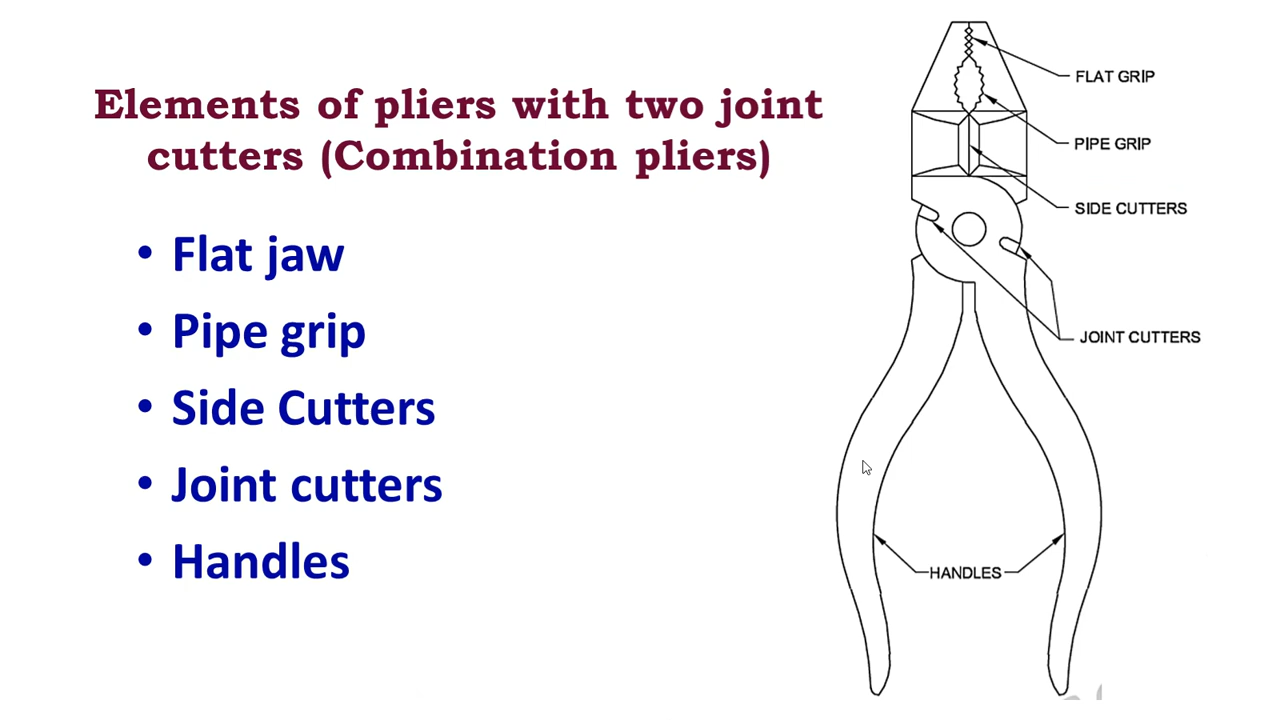 Elements of pliers with two joint
cutters (Combination pliers)
• Flat jaw
• Pipe grip
• Side Cutters
• Joint cutters
• Handles
FLAT GRIP
PIPE GRIP
SIDE CUTTERS
JOINT CUTTERS
HANDLES